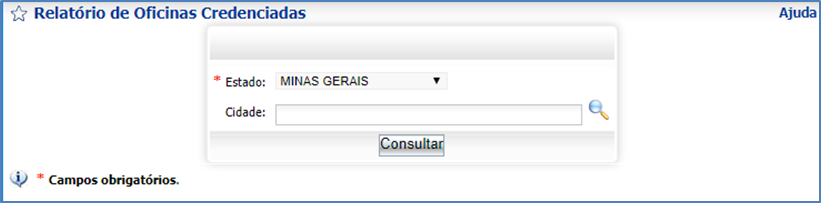 Relatório de Oficinas Credenciadas Ajuda
* Estado: MINAS GERAIS
Cidade:
Consultar
* Campos obrigatórios.